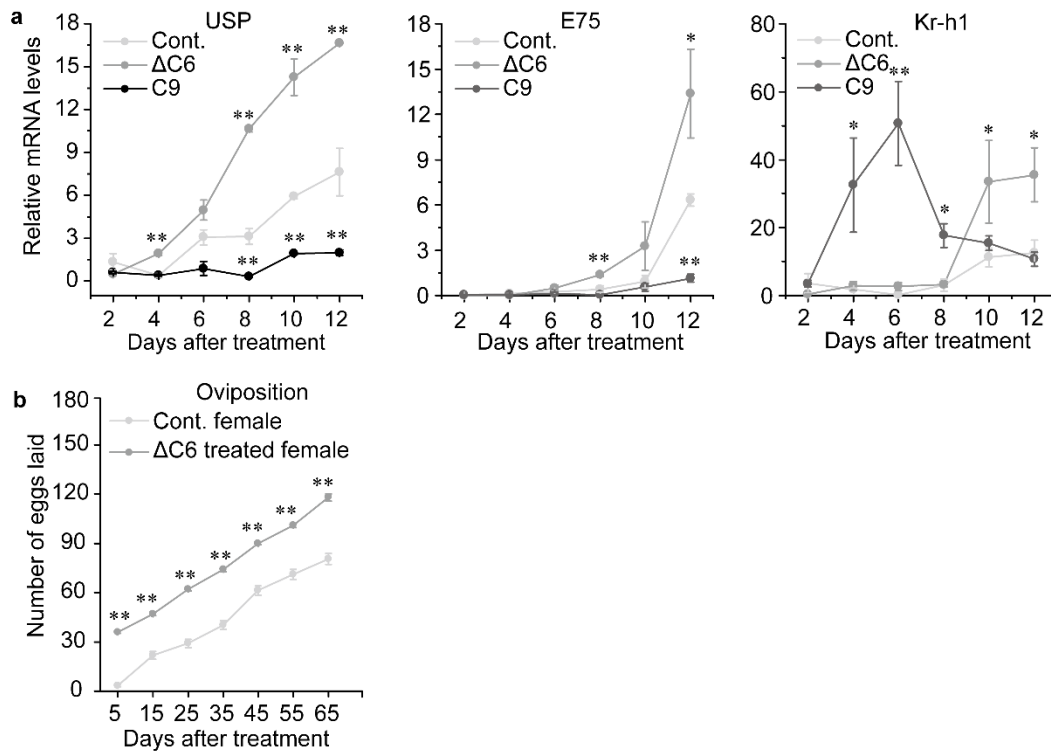 a
USP
Cont.
ΔC6
C9
Relative mRNA levels
18
15
12
9
6
3
0
** ** ** ** **
** ** **
2 4 6 8 10 12
Days after treatment
E75
Cont.
ΔC6
C9
18
15
12
9
6
3
0
** * **
2 4 6 8 10 12
Days after treatment
Kr-h1
Cont.
ΔC6
C9
80
60
40
20
0
* ** * * *
2 4 6 8 10 12
Days after treatment
b
Oviposition
Cont. female
ΔC6 treated female
Number of eggs laid
180
150
120
90
60
30
0
** ** ** ** ** ** **
5 15 25 35 45 55 65
Days after treatment